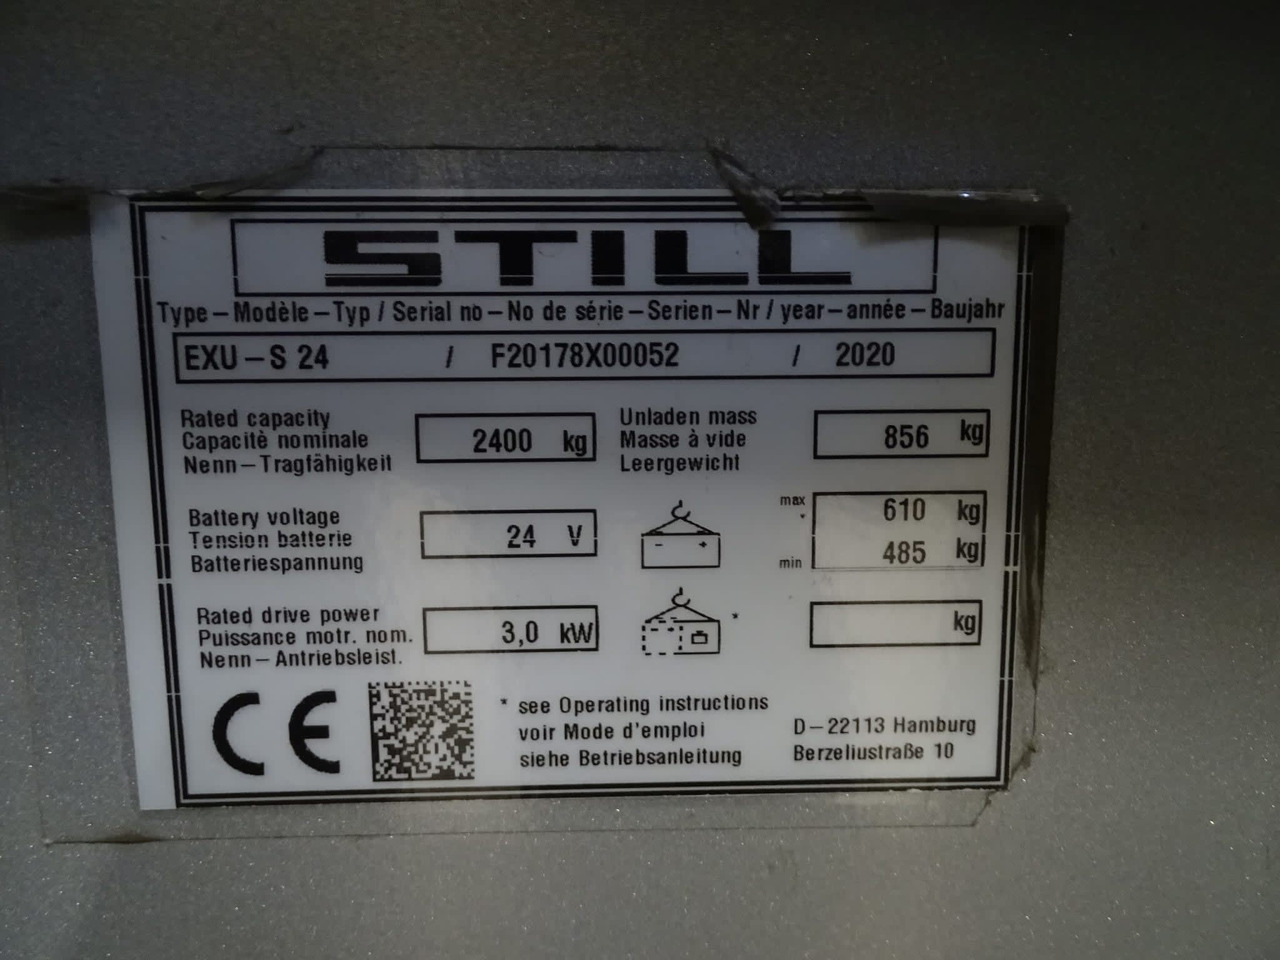 STILL
Type – Modèle – Typ / Serial no – No de série – Serien – Nr / year – année – Baujahr
EXU – S 24 / F20178X00052 / 2020
Rated capacity
Capacitè nominale
Nenn – Tragfähigkeit
2400 kg
Unladen mass
Masse à vide
Leergewicht
856 kg
Battery voltage
Tension batterie
Batteriespannung
24 V
- +
max 610 kg
*
min 485 kg
Rated drive power
Puissance motr. nom.
Nenn – Antriebsleist.
3,0 kW
*
kg
CE
* see Operating instructions
voir Mode d'emploi
siehe Betriebsanleitung
D – 22113 Hamburg
Berzeliustraße 10